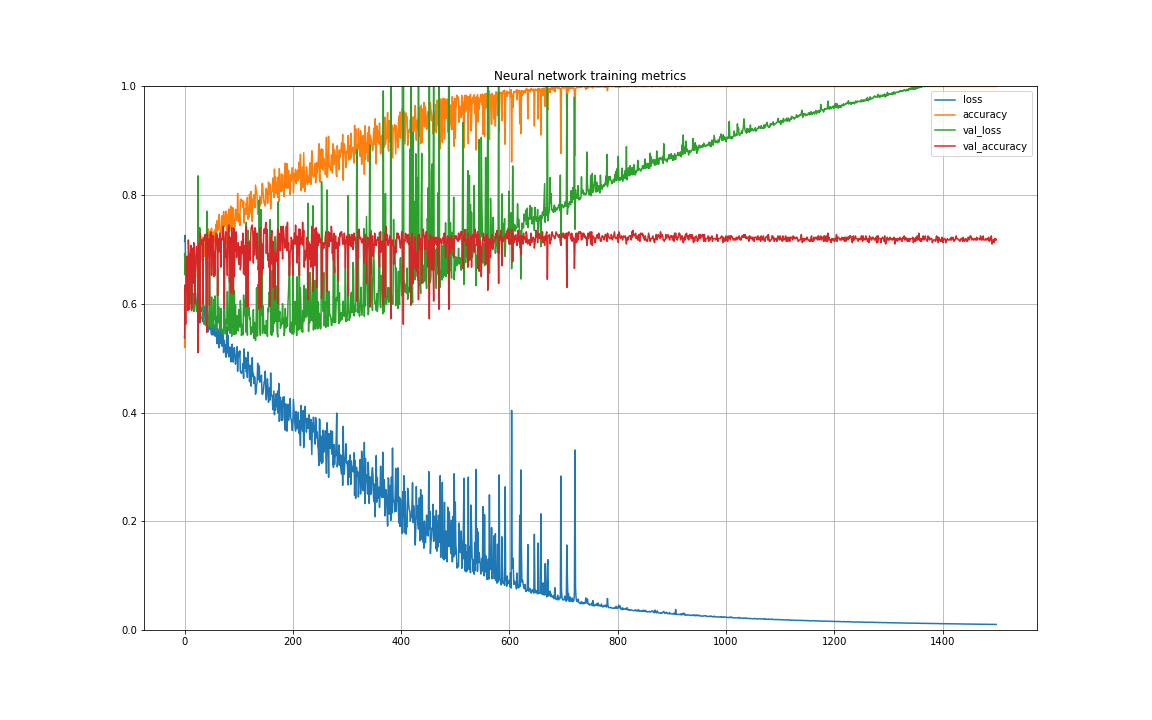 Neural network training metrics
1.0
0.8
0.6
0.4
0.2
0.0
0 200 400 600 800 1000 1200 1400
loss
accuracy
val_loss
val_accuracy